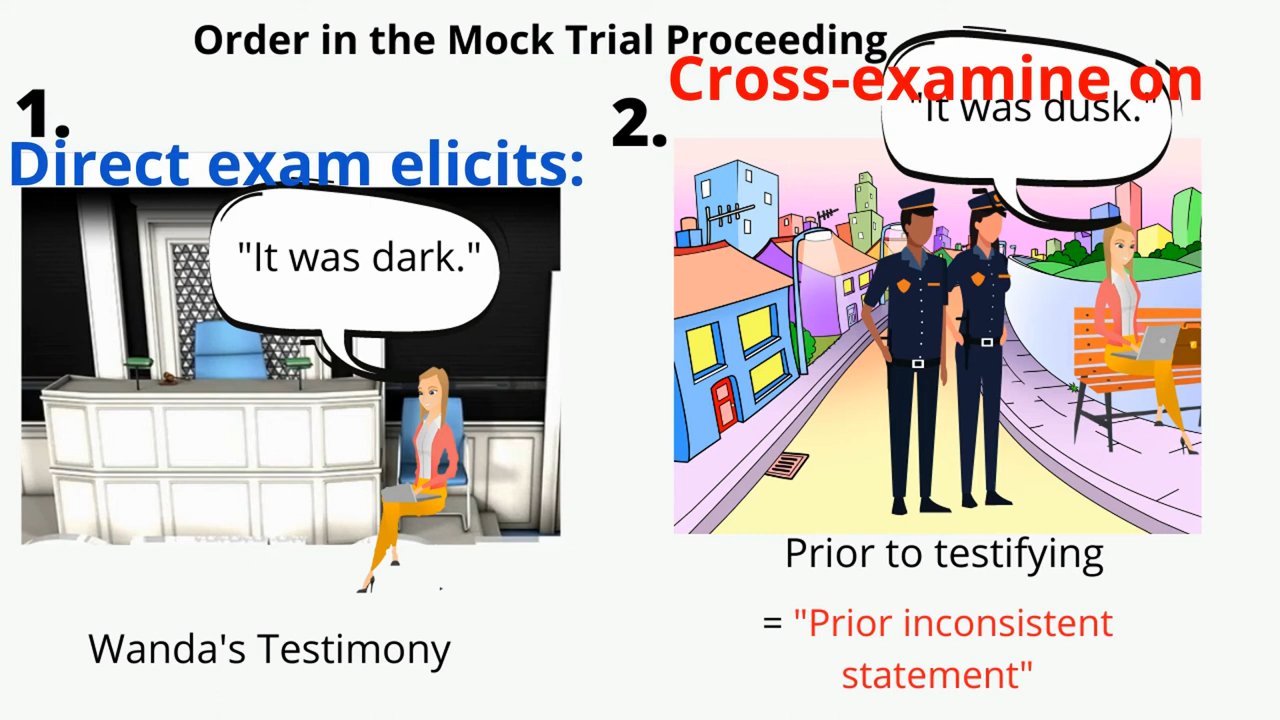 Order in the Mock Trial Proceeding
1.
Direct exam elicits:
"It was dark."
Wanda's Testimony
2.
Cross-examine on
"It was dusk."
Prior to testifying
= "Prior inconsistent
statement"